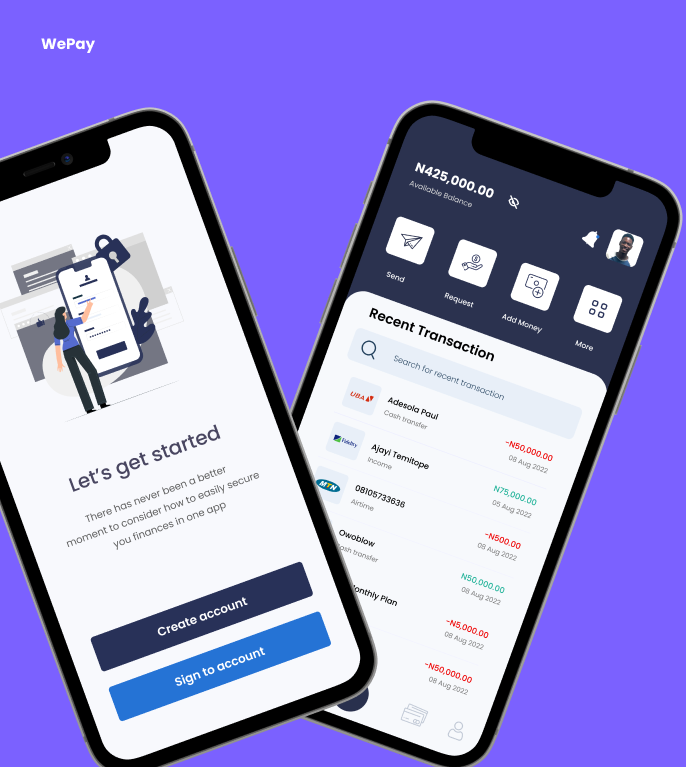 WePay
Let's get started
There has never been a better
moment to consider how to easily secure
you finances in one app
Create account
Sign to account
N425,000.00
Available Balance
Send
Request
Add Money
More
Recent Transaction
Search for recent transaction
UBA
Adesola Paul
Cash transfer
-N50,000.00
08 Aug 2022
Fidelity
Ajayi Temitope
Income
N75,000.00
05 Aug 2022
MTN
08105733636
Airtime
-N500.00
08 Aug 2022
Owoblow
ash transfer
N50,000.00
08 Aug 2022
onthly Plan
-N5,000.00
08 Aug 2022
-N50,000.00
08 Aug 2022